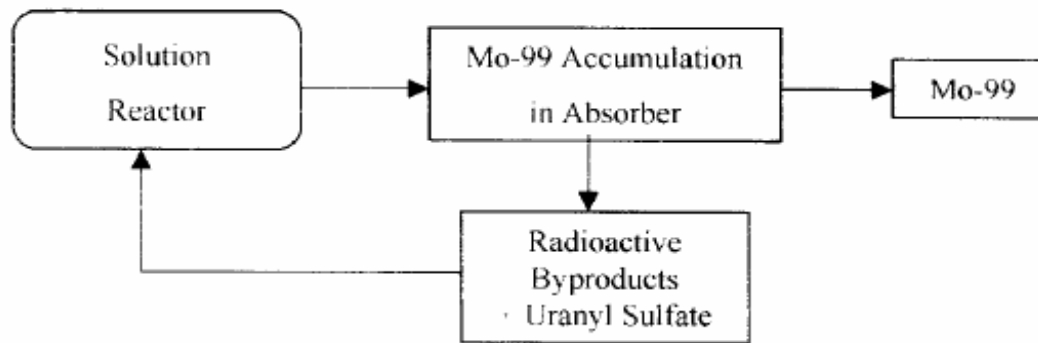 Solution
Reactor
Mo-99 Accumulation
in Absorber
Mo-99
Radioactive
Byproducts
Uranyl Sulfate